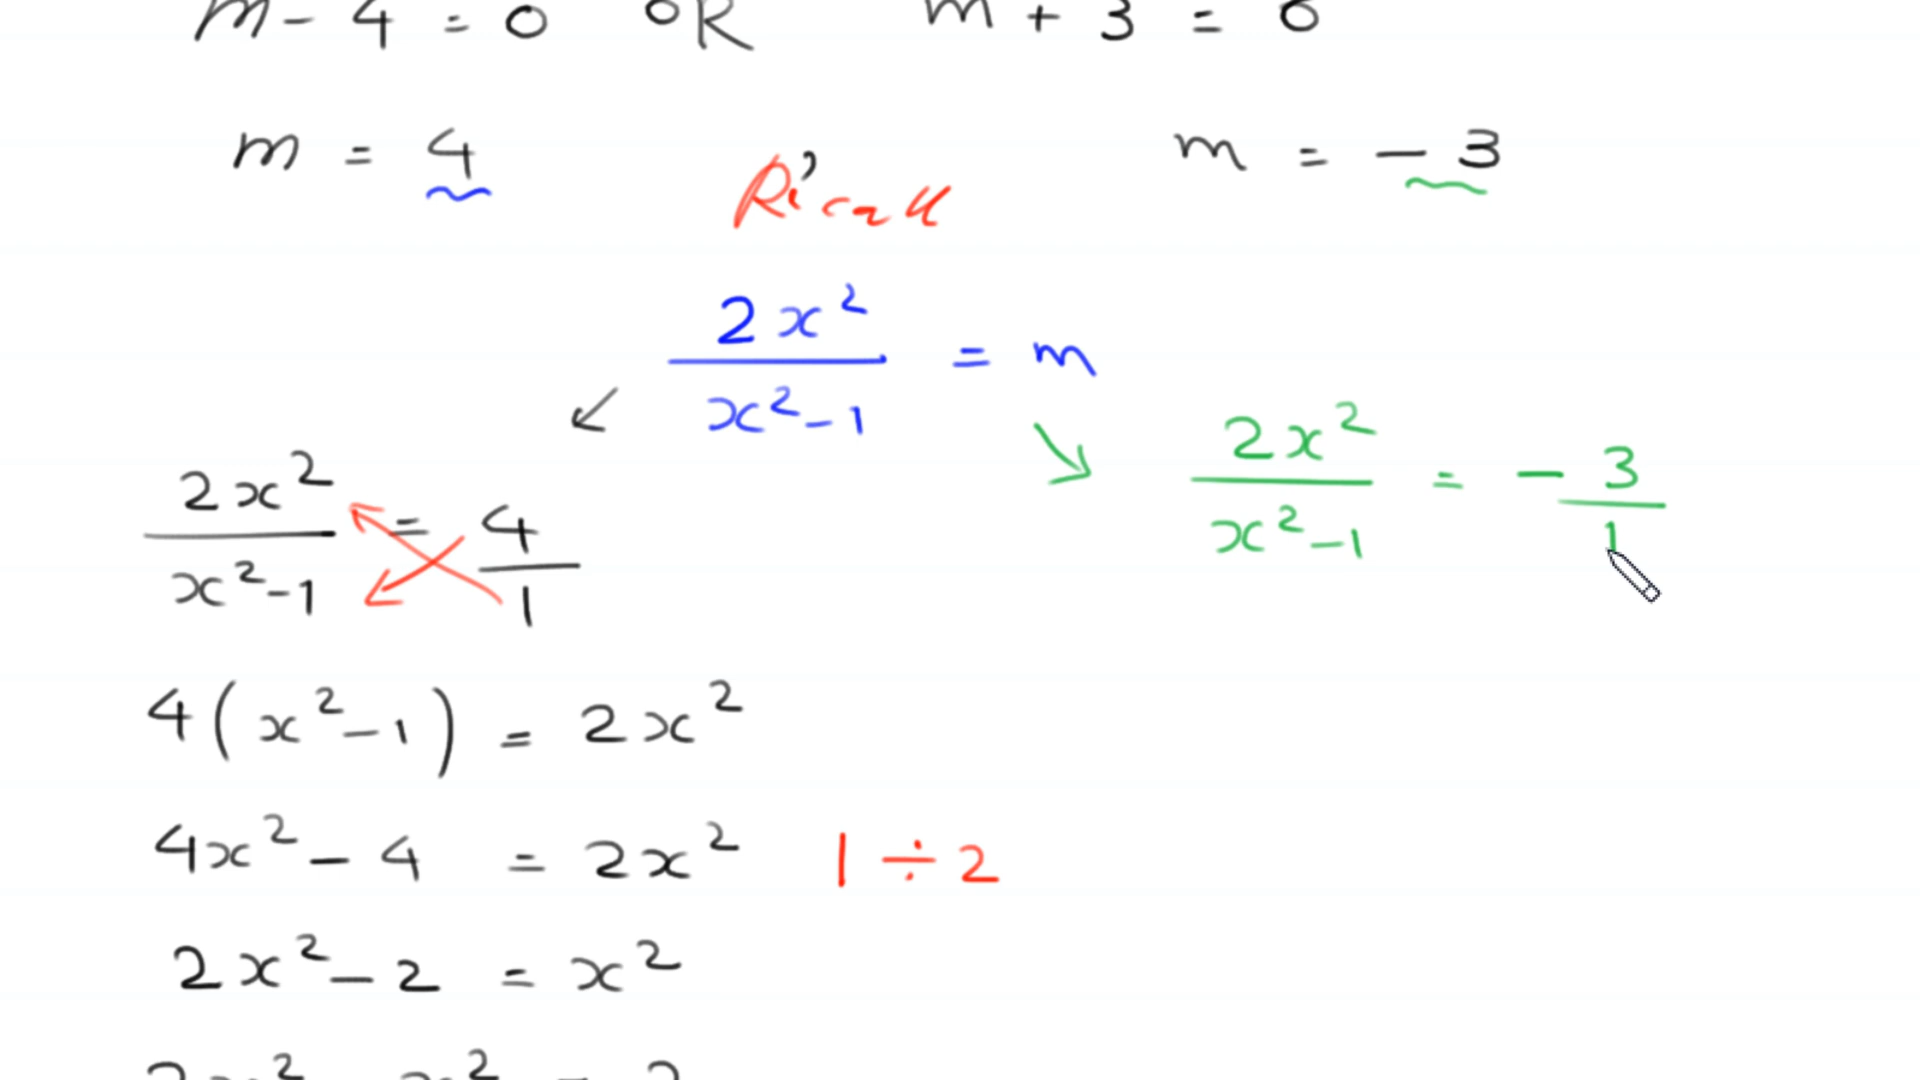 m - 4 = 0 OR m + 3 = 0
m = 4
m = - 3
Recall
2x² / x² - 1 = m
2x² / x² - 1 = 4 / 1
2x² / x² - 1 = - 3 / 1
4(x² - 1) = 2x²
4x² - 4 = 2x² 1 ÷ 2
2x² - 2 = x²